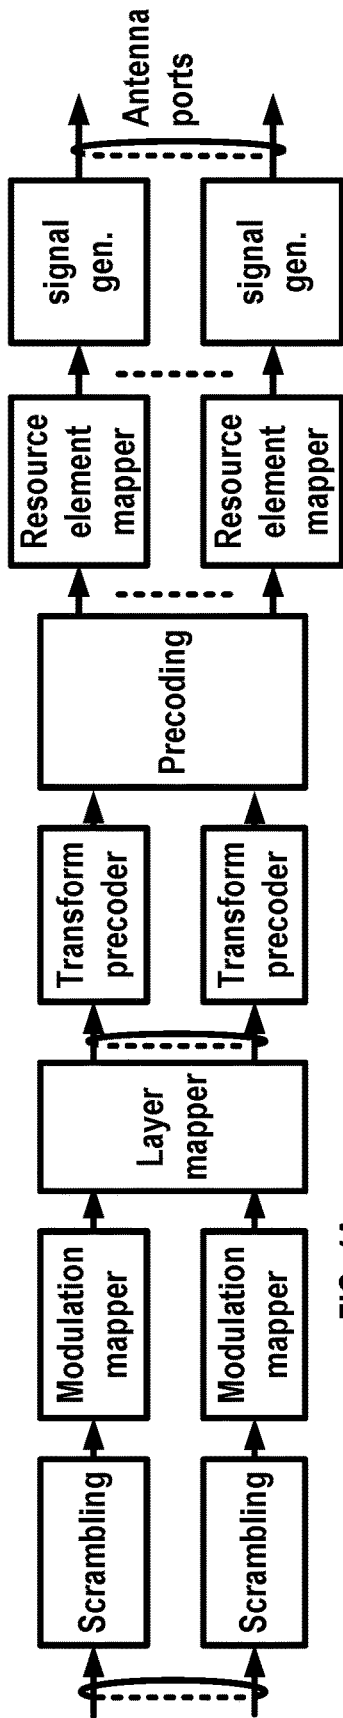 Scrambling
Modulation
mapper
Layer
mapper
Transform
precoder
Precoding
Resource
element
mapper
signal
gen.
Antenna
ports
Scrambling
Modulation
mapper
Transform
precoder
Resource
element
mapper
signal
gen.